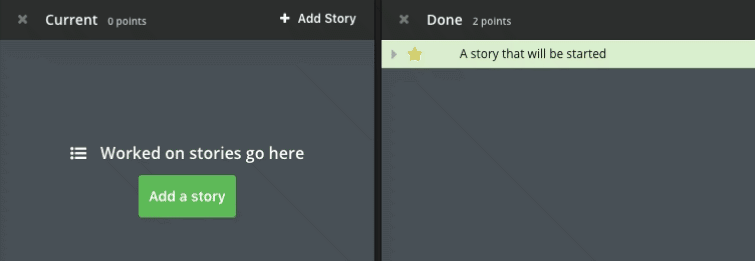 Current 0 points + Add Story
Worked on stories go here
Add a story
Done 2 points
A story that will be started